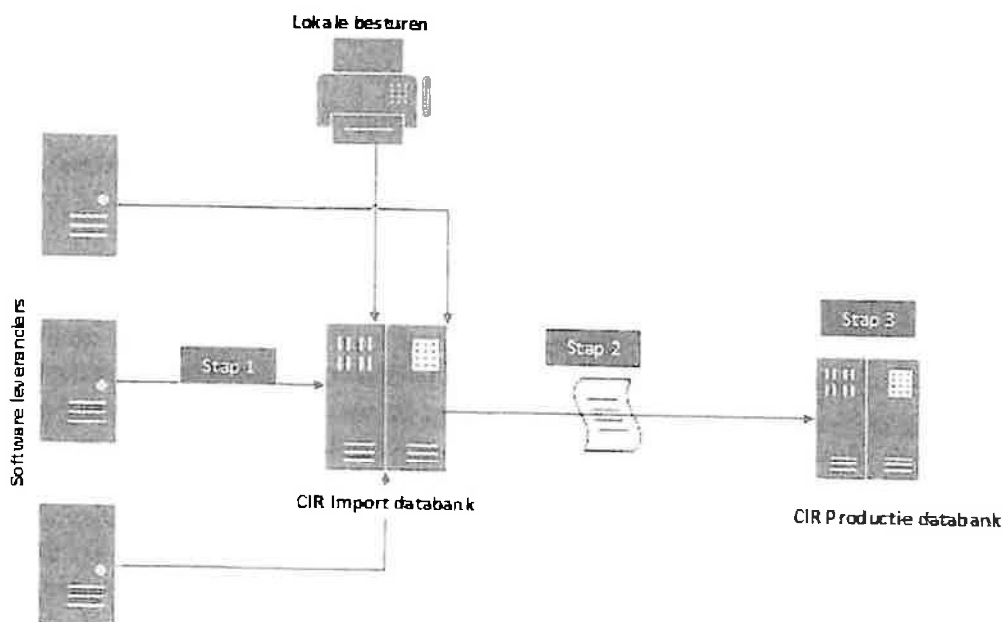 Lokale besturen
Software leveranciers
Stap 1
Stap 2
Stap 3
CIR Import databank
CIR Productie databank